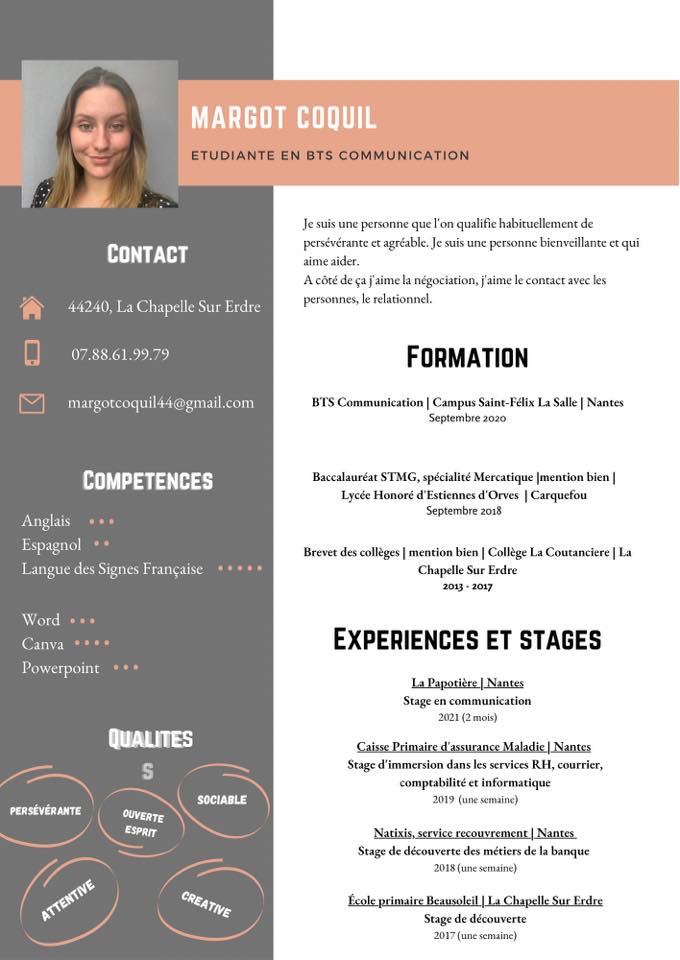 MARGOT COQUIL
ETUDIANTE EN BTS COMMUNICATION
CONTACT
44240, La Chapelle Sur Erdre
07.88.61.99.79
margotcoquil44@gmail.com
COMPETENCES
Anglais
Espagnol
Langue des Signes Française
Word
Canva
Powerpoint
QUALITES
S
PERSÉVÉRANTE
OUVERTE
ESPRIT
SOCIABLE
ATTENTIVE
CREATIVE
Je suis une personne que l'on qualifie habituellement de
persévérante et agréable. Je suis une personne bienveillante et qui
aime aider.
A côté de ça j'aime la négociation, j'aime le contact avec les
personnes, le relationnel.
FORMATION
BTS Communication | Campus Saint-Félix La Salle | Nantes
Septembre 2020
Baccalauréat STMG, spécialité Mercatique |mention bien |
Lycée Honoré d'Estiennes d'Orves | Carquefou
Septembre 2018
Brevet des collèges | mention bien | Collège La Coutanciere | La
Chapelle Sur Erdre
2013 - 2017
EXPERIENCES ET STAGES
La Papotière | Nantes
Stage en communication
2021 (2 mois)
Caisse Primaire d'assurance Maladie | Nantes
Stage d'immersion dans les services RH, courrier,
comptabilité et informatique
2019 (une semaine)
Natixis, service recouvrement | Nantes
Stage de découverte des métiers de la banque
2018 (une semaine)
École primaire Beausoleil | La Chapelle Sur Erdre
Stage de découverte
2017 (une semaine)